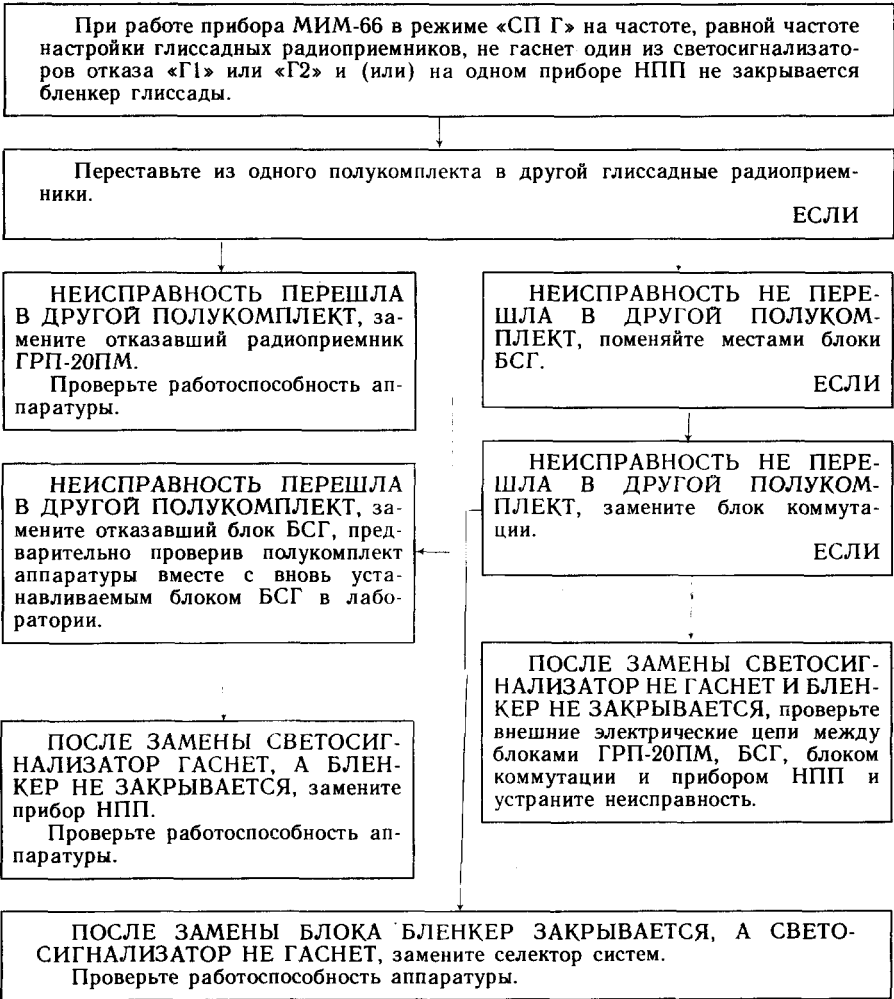 При работе прибора МИМ-66 в режиме «СП Г» на частоте, равной частоте
настройки глиссадных радиоприемников, не гаснет один из светосигнализато-
ров отказа «Г1» или «Г2» и (или) на одном приборе НПП не закрывается
бленкер глиссады.
Переставьте из одного полукомплекта в другой глиссадные радиоприем-
ники.
ЕСЛИ
НЕИСПРАВНОСТЬ ПЕРЕШЛА
В ДРУГОЙ ПОЛУКОМПЛЕКТ, за-
мените отказавший радиоприемник
ГРП-20ПМ.
Проверьте работоспособность ап-
паратуры.
НЕИСПРАВНОСТЬ НЕ ПЕРЕ-
ШЛА В ДРУГОЙ ПОЛУКОМ-
ПЛЕКТ, поменяйте местами блоки
БСГ.
ЕСЛИ
НЕИСПРАВНОСТЬ ПЕРЕШЛА
В ДРУГОЙ ПОЛУКОМПЛЕКТ, за-
мените отказавший блок БСГ, пред-
варительно проверив полукомплект
аппаратуры вместе с вновь уста-
навливаемым блоком БСГ в лабо-
ратории.
НЕИСПРАВНОСТЬ НЕ ПЕРЕ-
ШЛА В ДРУГОЙ ПОЛУКОМ-
ПЛЕКТ, замените блок коммута-
ции.
ЕСЛИ
ПОСЛЕ ЗАМЕНЫ СВЕТОСИГ-
НАЛИЗАТОР ГАСНЕТ, А БЛЕН-
КЕР НЕ ЗАКРЫВАЕТСЯ, замените
прибор НПП.
Проверьте работоспособность ап-
паратуры.
ПОСЛЕ ЗАМЕНЫ СВЕТОСИГ-
НАЛИЗАТОР НЕ ГАСНЕТ И БЛЕН-
КЕР НЕ ЗАКРЫВАЕТСЯ, проверьте
внешние электрические цепи между
блоками ГРП-20ПМ, БСГ, блоком
коммутации и прибором НПП и
устраните неисправность.
ПОСЛЕ ЗАМЕНЫ БЛОКА БЛЕНКЕР ЗАКРЫВАЕТСЯ, А СВЕТО-
СИГНАЛИЗАТОР НЕ ГАСНЕТ, замените селектор систем.
Проверьте работоспособность аппаратуры.